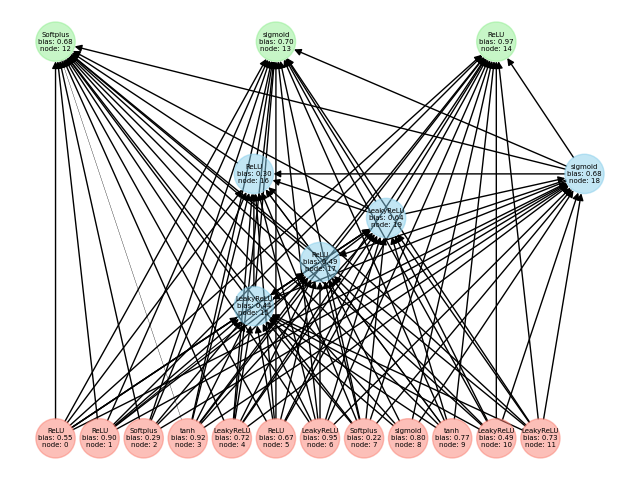 Softplus
bias: 0.68
node: 12
sigmoid
bias: 0.70
node: 13
ReLU
bias: 0.97
node: 14
ReLU
bias: 0.30
node: 16
sigmoid
bias: 0.68
node: 18
LeakyReLU
bias: 0.64
node: 19
ReLU
bias: 0.49
node: 17
LeakyReLU
bias:
node: 15
ReLU
bias: 0.55
node: 0
ReLU
bias: 0.90
node: 1
Softplus
bias: 0.29
node: 2
tanh
bias: 0.92
node: 3
LeakyReLU
bias: 0.72
node: 4
ReLU
bias: 0.67
node: 5
LeakyReLU
bias: 0.95
node: 6
Softplus
bias: 0.22
node: 7
sigmoid
bias: 0.80
node: 8
tanh
bias: 0.77
node: 9
LeakyReLU
bias: 0.49
node: 10
LeakyReLU
bias: 0.73
node: 11